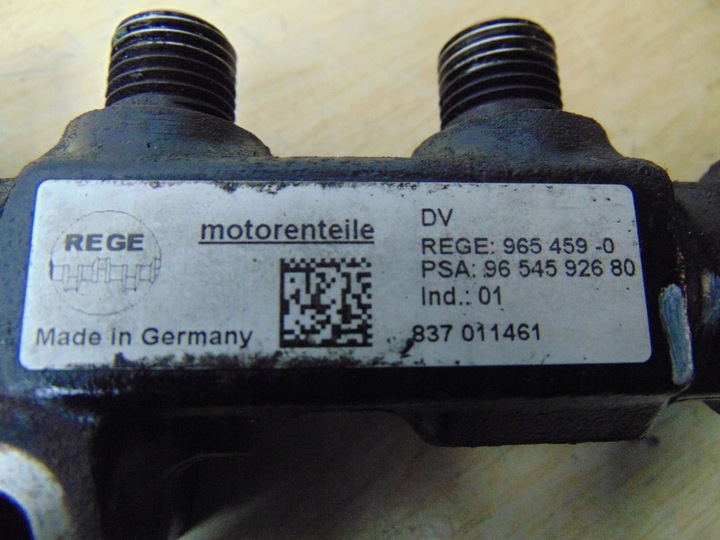 REGE
motorenteile
Made in Germany
DV
REGE: 965 459 -0
PSA: 96 545 926 80
Ind.: 01
837 011461